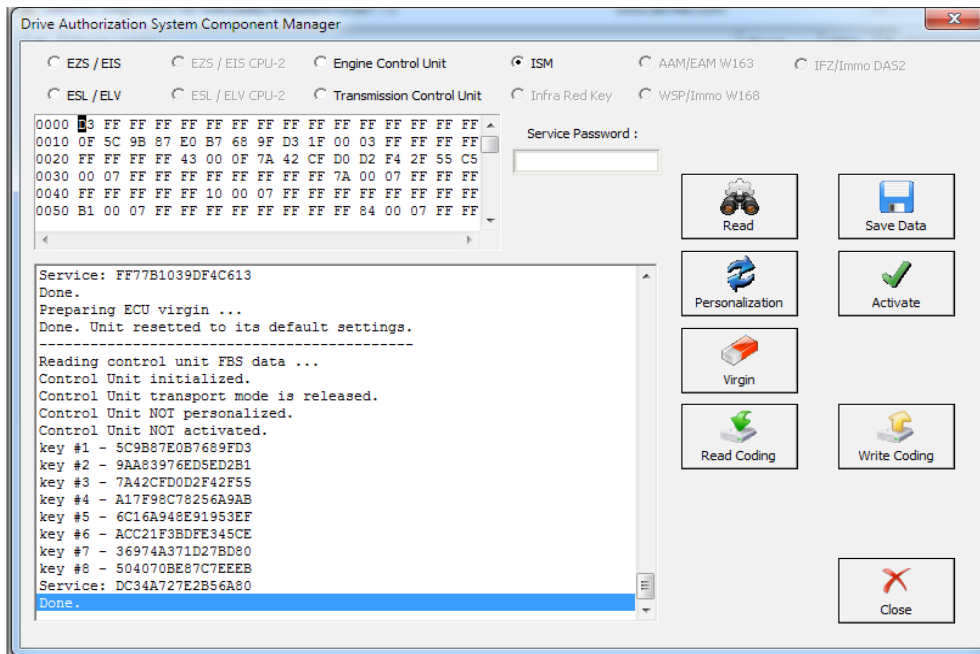 Drive Authorization System Component Manager
EZS / EIS EZS / EIS CPU-2 Engine Control Unit ISM AAM/EAM W163 IFZ/Immo DAS2
ESL / ELV ESL / ELV CPU-2 Transmission Control Unit Infra Red Key WSP/Immo W168
0000 D3 FF FF FF FF FF FF FF FF FF FF FF FF FF FF FF
0010 0F 5C 9B 87 E0 B7 68 9F D3 1F 00 03 FF FF FF FF
0020 FF FF FF FF 43 00 0F 7A 42 CF D0 D2 F4 2F 55 C5
0030 00 07 FF FF FF FF FF FF FF FF 7A 00 07 FF FF FF
0040 FF FF FF FF FF 10 00 07 FF FF FF FF FF FF FF FF
0050 B1 00 07 FF FF FF FF FF FF FF FF 84 00 07 FF FF
Service Password :
Read
Save Data
Personalization
Activate
Virgin
Read Coding
Write Coding
Close
Service: FF77B1039DF4C613
Done.
Preparing ECU virgin ...
Done. Unit resetted to its default settings.
--------------------------------------------
Reading control unit FBS data ...
Control Unit initialized.
Control Unit transport mode is released.
Control Unit NOT personalized.
Control Unit NOT activated.
key #1 - 5C9B87E0B7689FD3
key #2 - 9AA83976ED5ED2B1
key #3 - 7A42CFD0D2F42F55
key #4 - A17F98C78256A9AB
key #5 - 6C16A948E91953EF
key #6 - ACC21F3BDFE345CE
key #7 - 36974A371D27BD80
key #8 - 504070BE87C7EEEB
Service: DC34A727E2B56A80
Done.